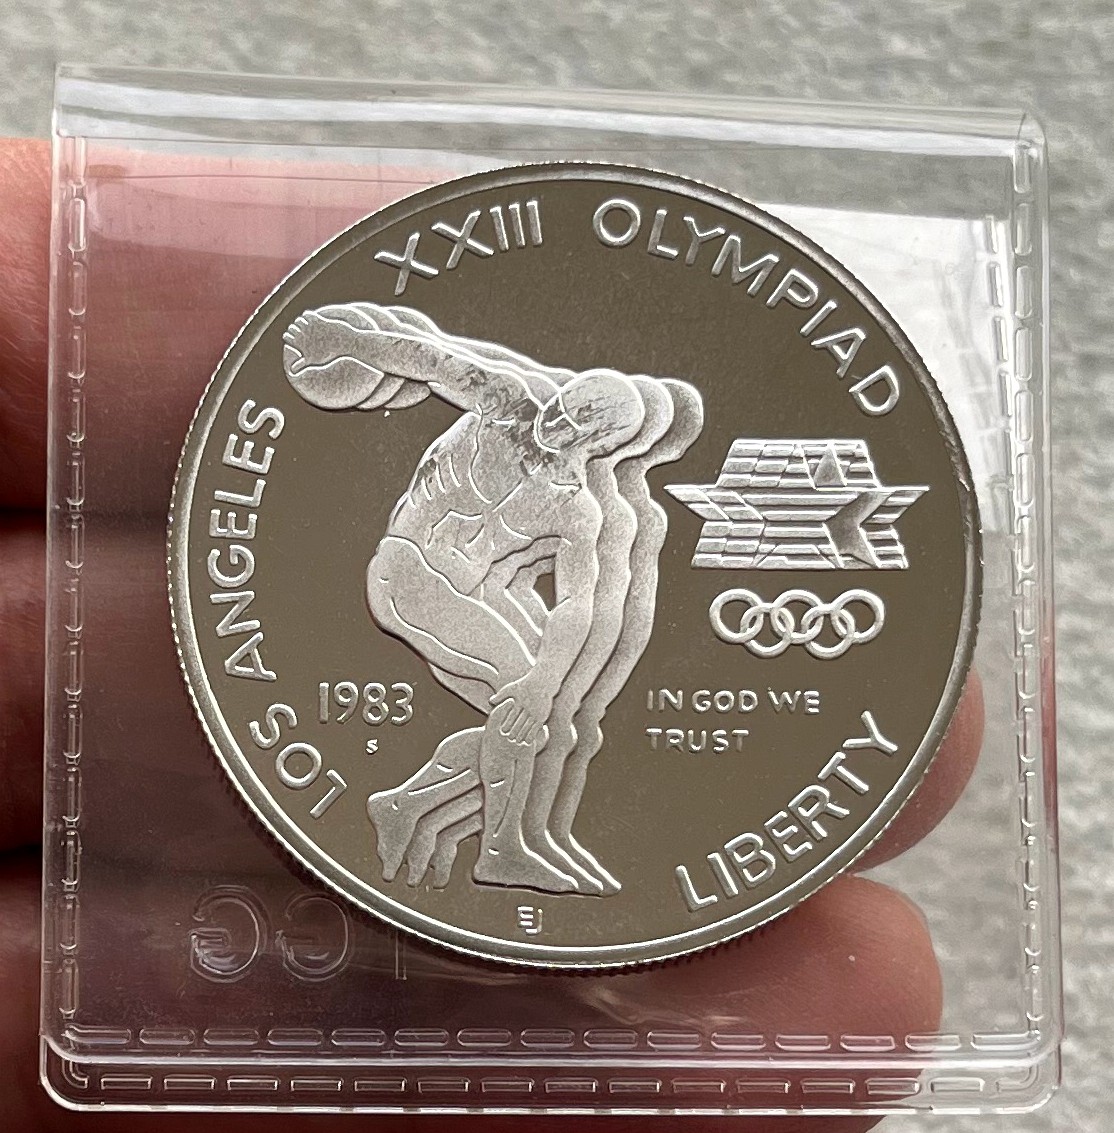 LOS ANGELES XXIII OLYMPIAD
1983
S
IN GOD WE
TRUST
LIBERTY
EJ